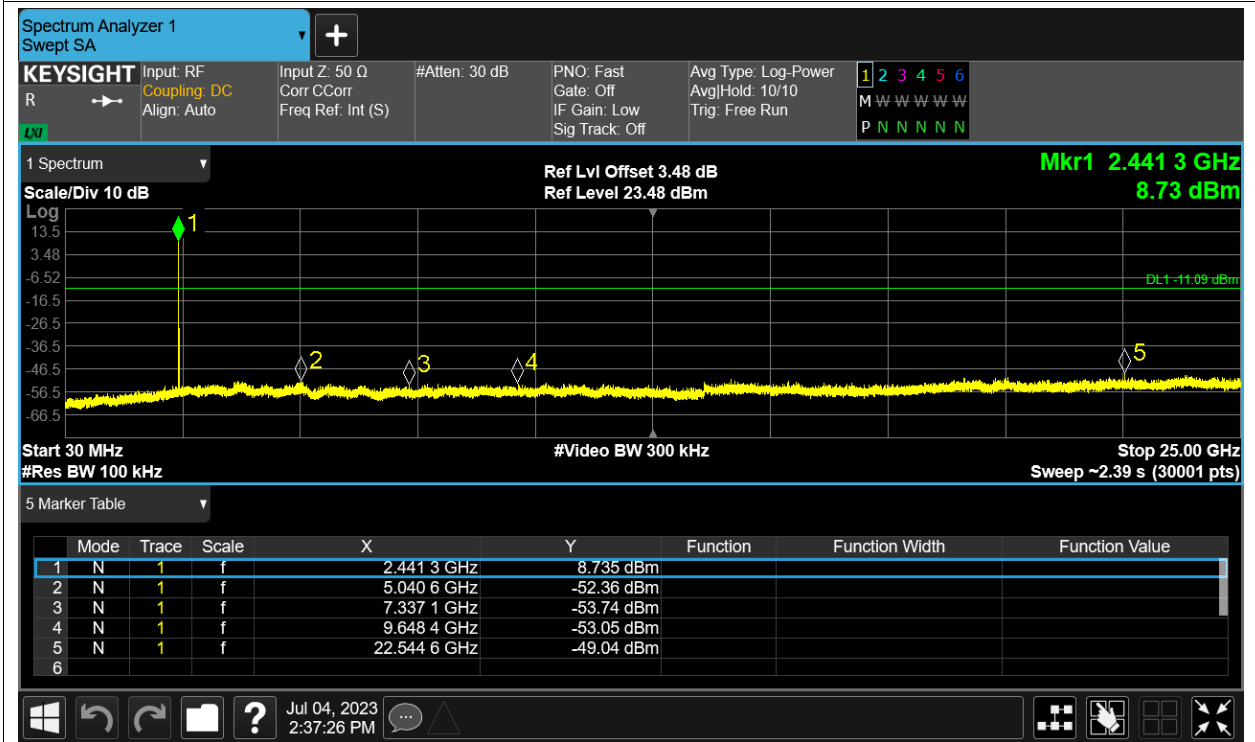 Spectrum Analyzer 1
Swept SA
+
KEYSIGHT
R
LXI
Input: RF
Coupling: DC
Align: Auto
Input Z: 50 Ω
Corr CCorr
Freq Ref: Int (S)
#Atten: 30 dB
PNO: Fast
Gate: Off
IF Gain: Low
Sig Track: Off
Avg Type: Log-Power
Avg|Hold: 10/10
Trig: Free Run
1 2 3 4 5 6
M W W W W W
P N N N N N
1 Spectrum
Scale/Div 10 dB
Ref Lvl Offset 3.48 dB
Ref Level 23.48 dBm
Mkr1 2.441 3 GHz
8.73 dBm
Log
13.5
3.48
-6.52
-16.5
-26.5
-36.5
-46.5
-56.5
-66.5
1
DL1 -11.09 dBm
2
3
4
5
Start 30 MHz
#Video BW 300 kHz
Stop 25.00 GHz
#Res BW 100 kHz
Sweep ~2.39 s (30001 pts)
5 Marker Table
Mode Trace Scale X Y Function Function Width Function Value
1 N 1 f 2.441 3 GHz 8.735 dBm
2 N 1 f 5.040 6 GHz -52.36 dBm
3 N 1 f 7.337 1 GHz -53.74 dBm
4 N 1 f 9.648 4 GHz -53.05 dBm
5 N 1 f 22.544 6 GHz -49.04 dBm
6
?
Jul 04, 2023
2:37:26 PM